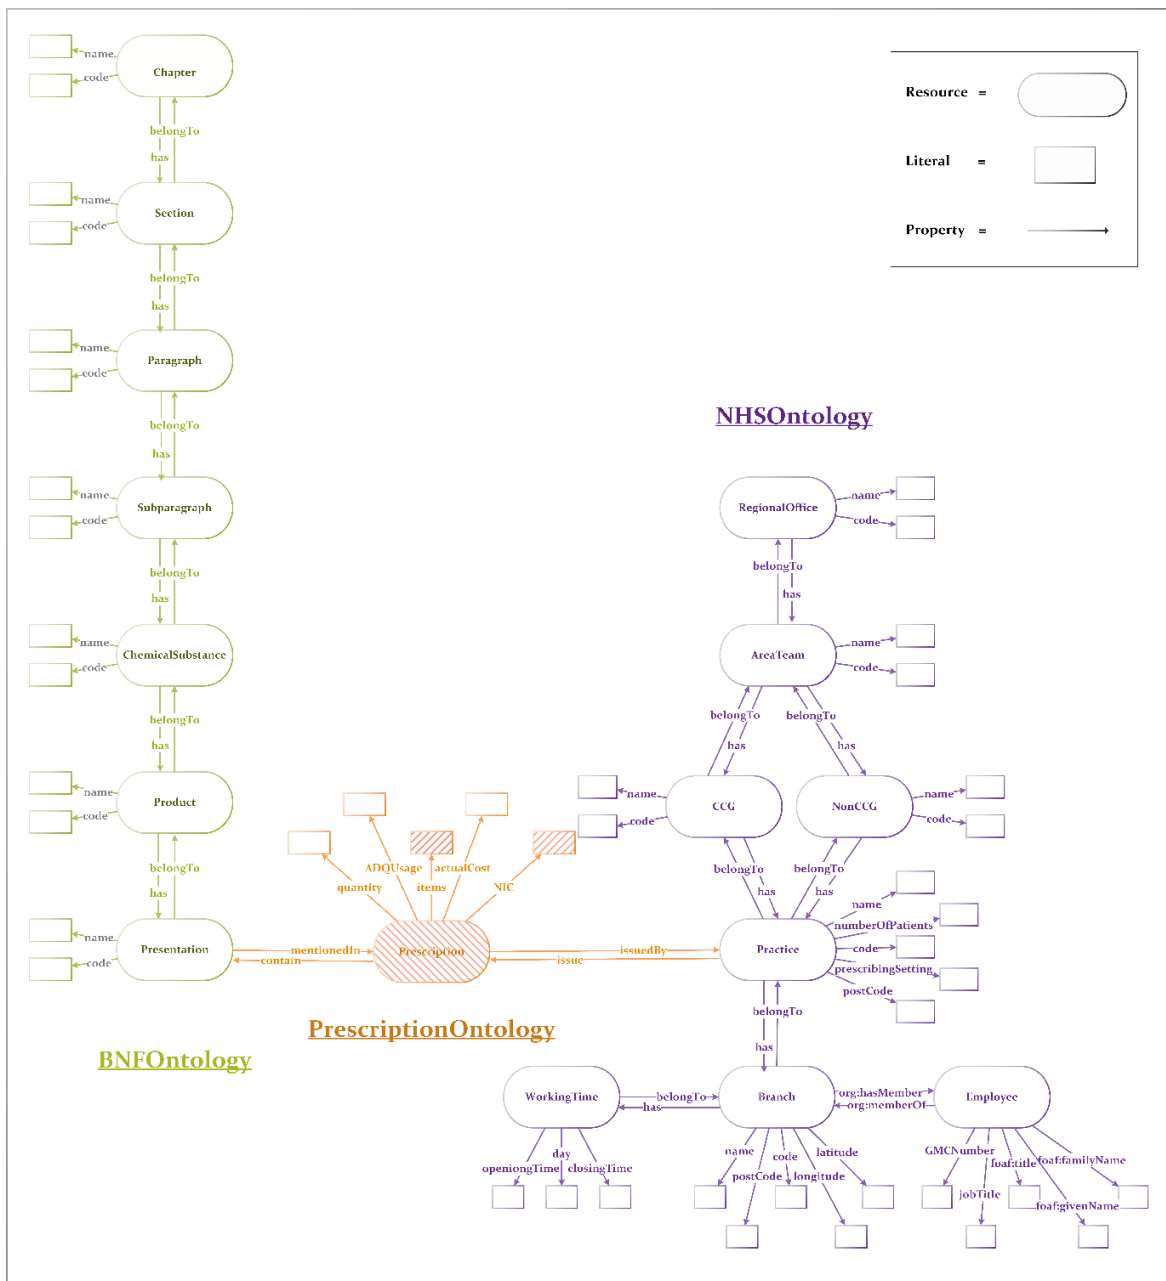 name
code
Chapter
belongTo
has
name
code
Section
belongTo
has
name
code
Paragraph
belongTo
has
name
code
Subparagraph
belongTo
has
name
code
ChemicalSubstance
belongTo
has
name
code
Product
belongTo
has
name
code
Presentation
BNFOntology
mentionedIn
contain
quantity
ADQUsage
items
actualCost
NIC
Prescription
PrescriptionOntology
issuedBy
issue
Resource =
Literal =
Property =
NHSOntology
RegionalOffice
name
code
belongTo
has
AreaTeam
name
code
belongTo
has
belongTo
has
name
code
CCG
NonCCG
name
code
belongTo
has
belongTo
has
Practice
name
numberOfPatients
code
prescribingSetting
postCode
belongTo
has
WorkingTime
belongTo
has
Branch
org:hasMember
org:memberOf
Employee
openiongTime
day
closingTime
name
postCode
code
longitude
latitude
GMCNumber
jobTitle
foaf:title
foaf:givenName
foaf:familyName